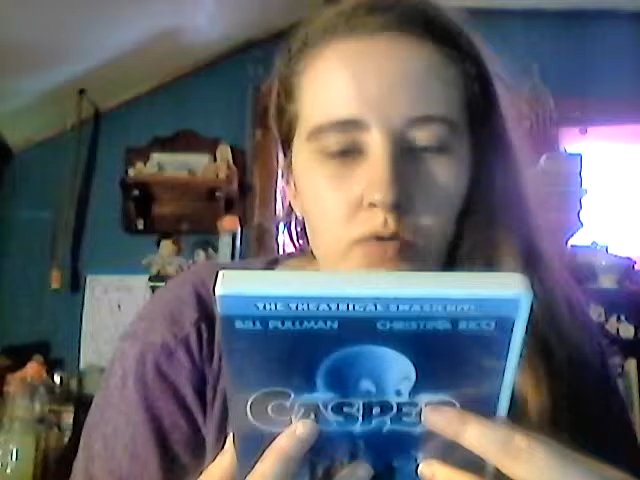 THE THEATRICAL SMASH HIT!
BILL PULLMAN CHRISTINA RICCI
CASPER